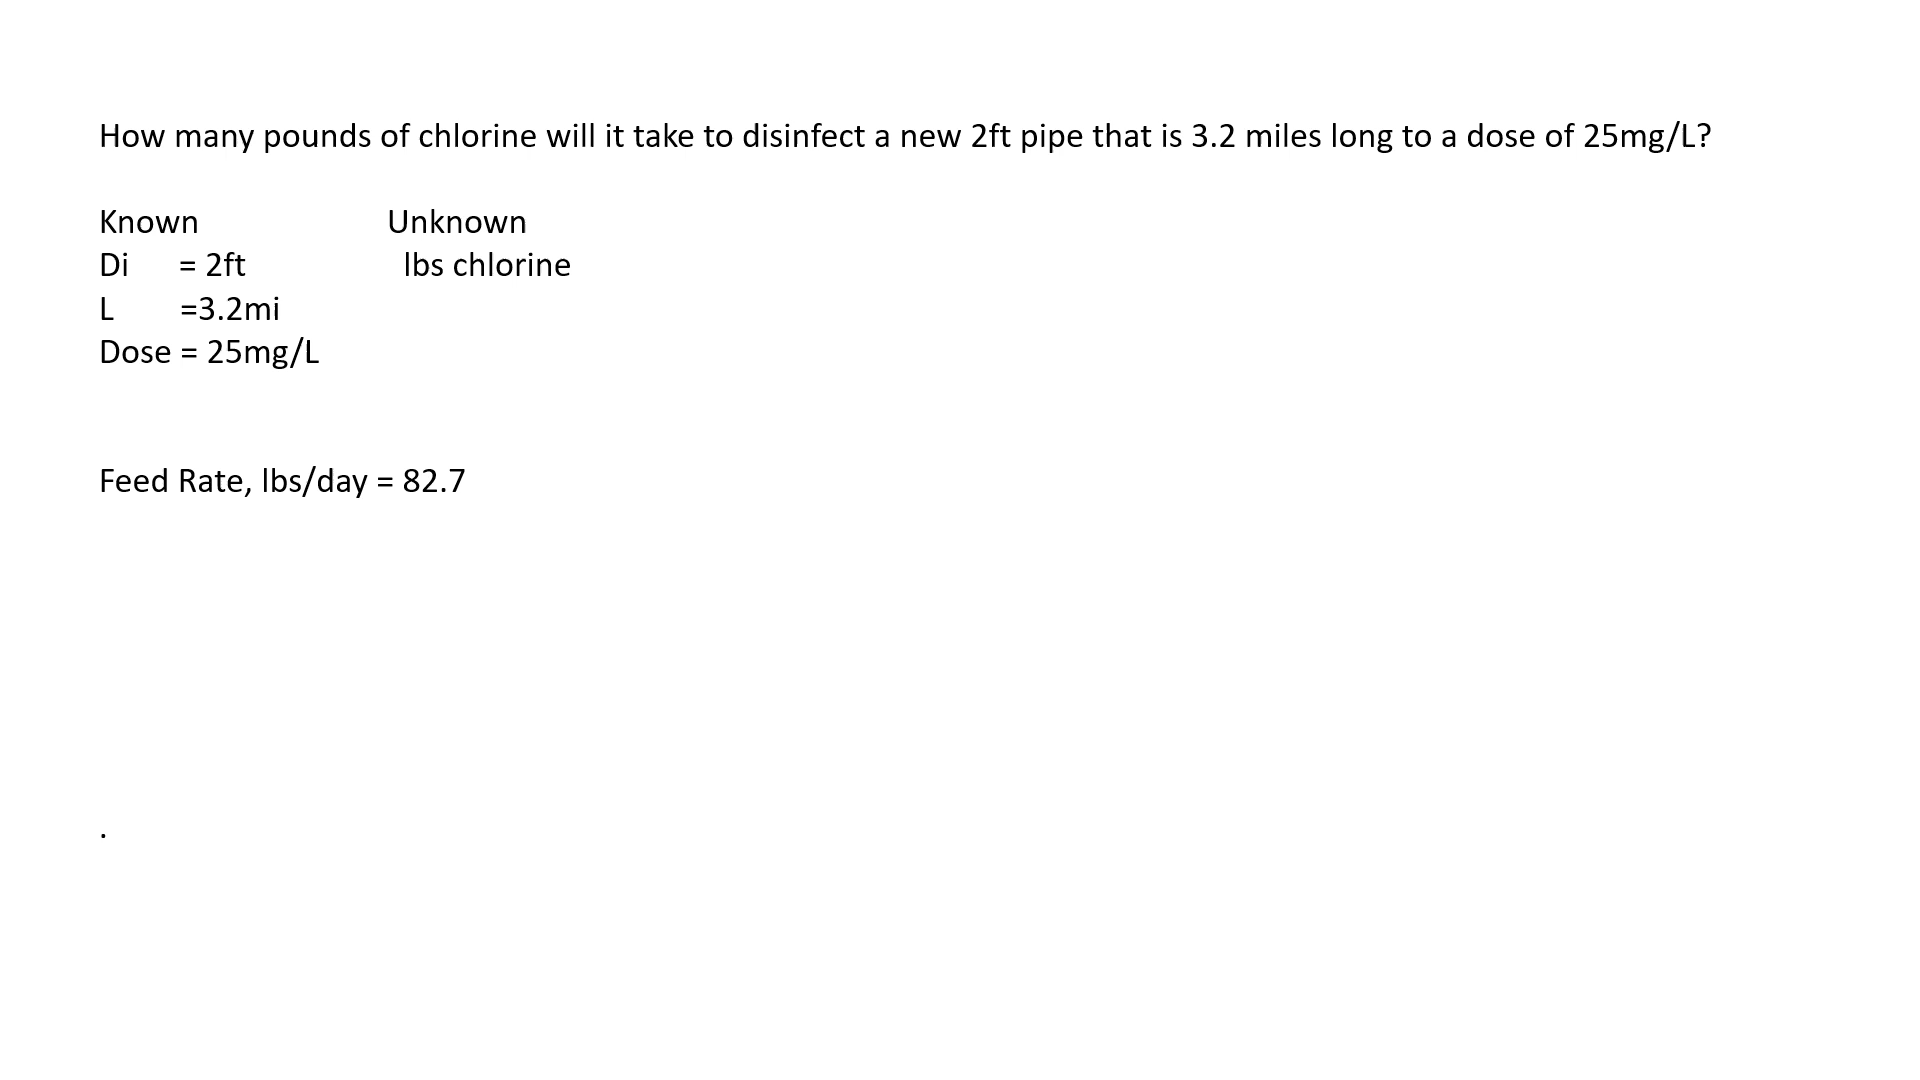 How many pounds of chlorine will it take to disinfect a new 2ft pipe that is 3.2 miles long to a dose of 25mg/L?
Known Unknown
Di = 2ft lbs chlorine
L =3.2mi
Dose = 25mg/L
Feed Rate, lbs/day = 82.7
.